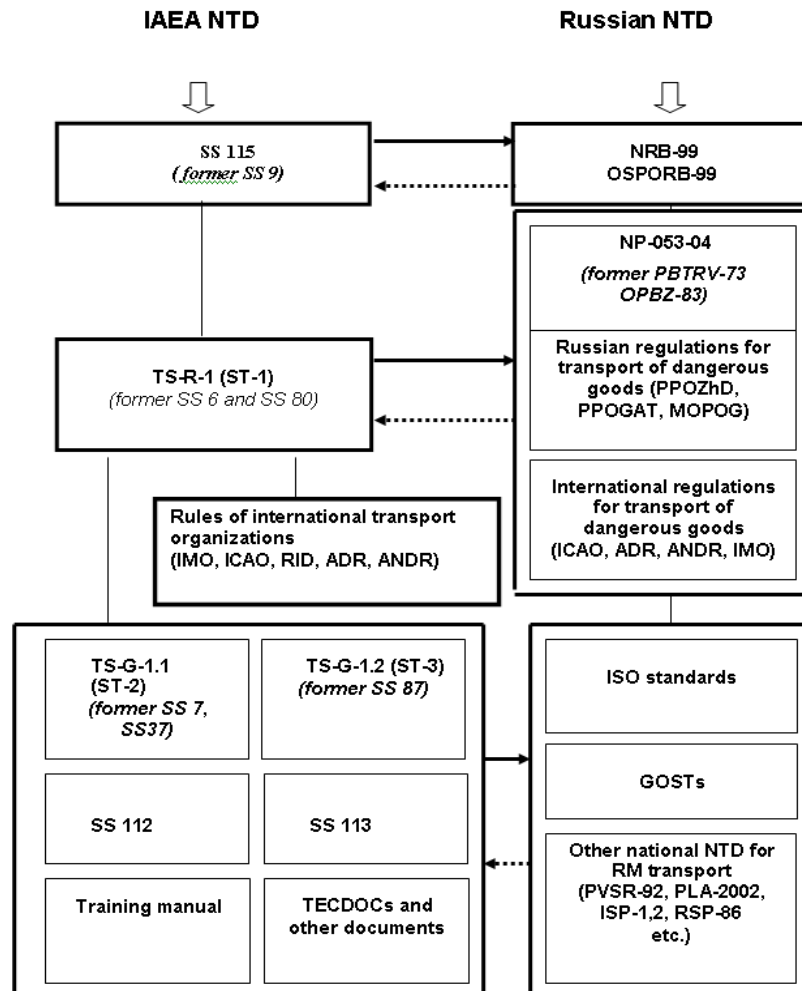 IAEA NTD
Russian NTD
SS 115
(former SS 9)
NRB-99
OSPORB-99
NP-053-04
(former PBTRV-73
OPBZ-83)
Russian regulations for
transport of dangerous
goods (PPOZhD,
PPOGAT, MOPOG)
TS-R-1 (ST-1)
(former SS 6 and SS 80)
International regulations
for transport of
dangerous goods
(ICAO, ADR, ANDR, IMO)
Rules of international transport
organizations
(IMO, ICAO, RID, ADR, ANDR)
TS-G-1.1
(ST-2)
(former SS 7,
SS37)
TS-G-1.2 (ST-3)
(former SS 87)
ISO standards
SS 112
SS 113
GOSTs
Training manual
TECDOCs and
other documents
Other national NTD for
RM transport
(PVSR-92, PLA-2002,
ISP-1,2, RSP-86
etc.)